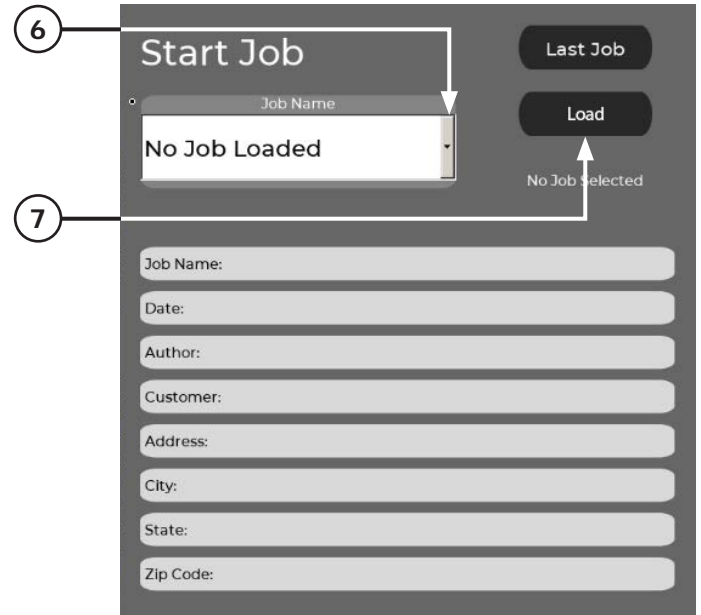 6
Start Job
Last Job
Job Name
Load
No Job Loaded
No Job Selected
7
Job Name:
Date:
Author:
Customer:
Address:
City:
State:
Zip Code: